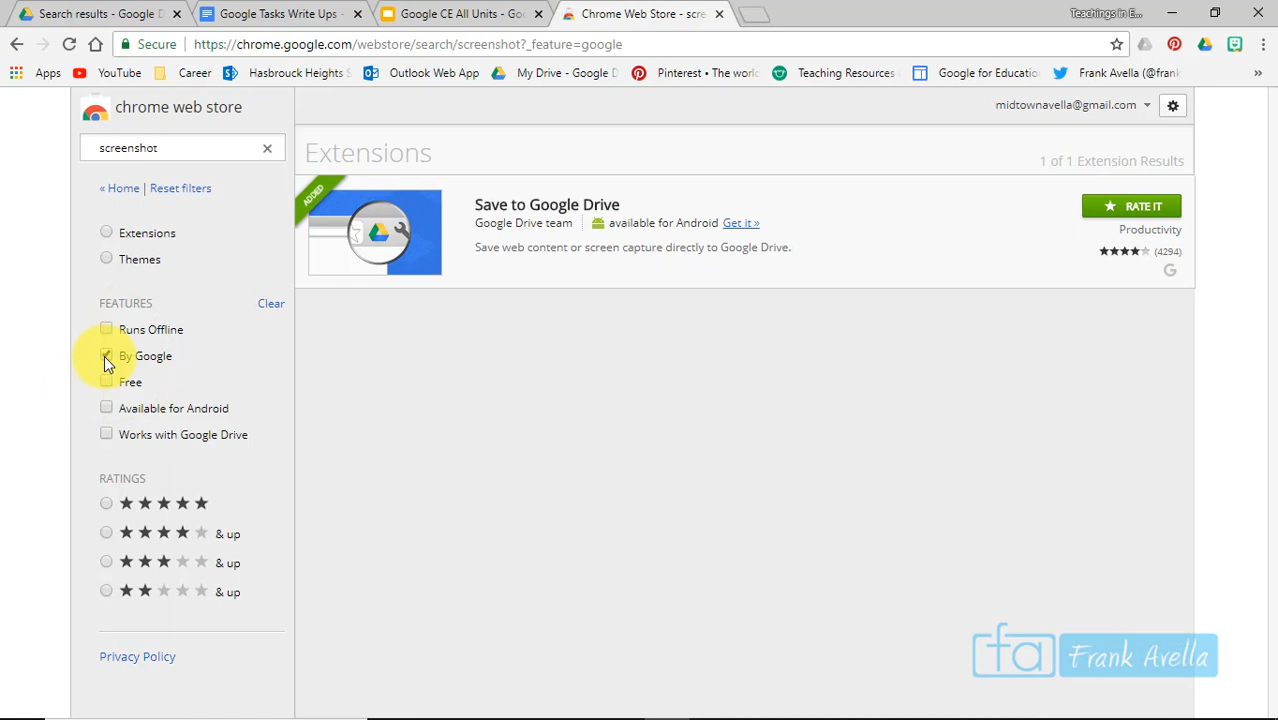 Search results - Google D
Google Tasks Write Ups -
Google CE All Units - Goo
Chrome Web Store - scre
Teachings in E...
Secure
https://chrome.google.com/webstore/search/screenshot?_feature=google
Apps
YouTube
Career
Hasbrouck Heights S
Outlook Web App
My Drive - Google D
Pinterest • The worl
Teaching Resources
Google for Education
Frank Avella (@frank
»
chrome web store
midtownavella@gmail.com
screenshot
Extensions
1 of 1 Extension Results
« Home | Reset filters
ADDED
Save to Google Drive
RATE IT
Google Drive team
available for Android Get it »
Productivity
Save web content or screen capture directly to Google Drive.
(4294)
Extensions
Themes
FEATURES
Clear
Runs Offline
By Google
Free
Available for Android
Works with Google Drive
RATINGS
& up
& up
& up
Privacy Policy
fa Frank Avella